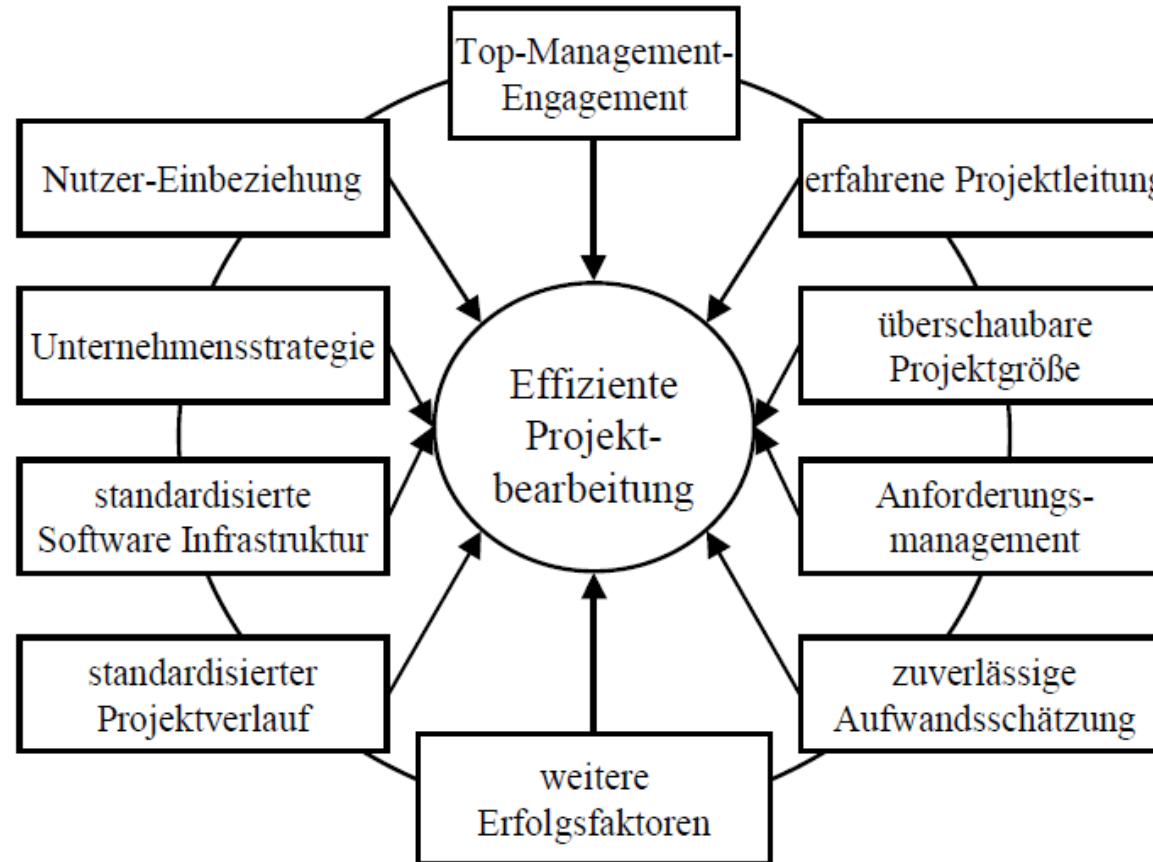 Top-Management-
Engagement
Nutzer-Einbeziehung
erfahrene Projektleitung
Unternehmensstrategie
überschaubare
Projektgröße
Effiziente
Projekt-
bearbeitung
standardisierte
Software Infrastruktur
Anforderungs-
management
standardisierter
Projektverlauf
zuverlässige
Aufwandsschätzung
weitere
Erfolgsfaktoren